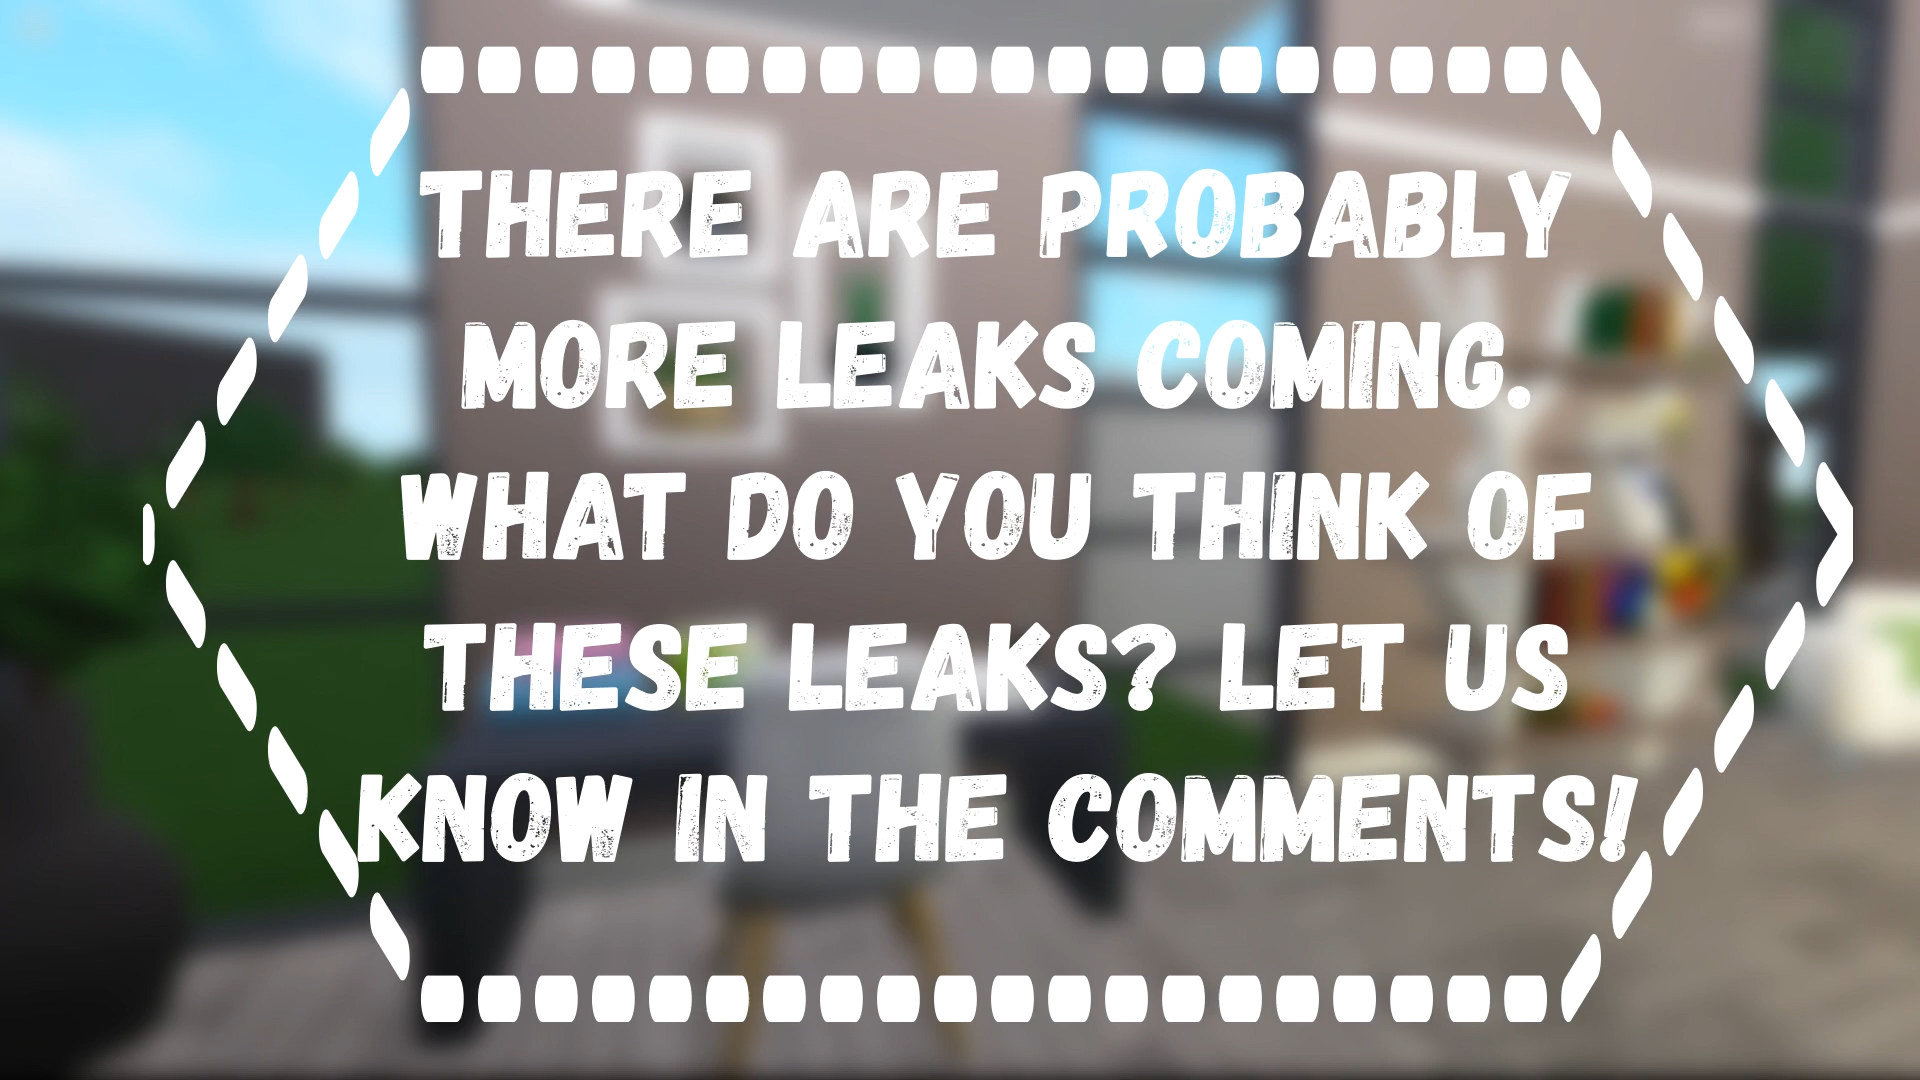 THERE ARE PROBABLY
MORE LEAKS COMING.
WHAT DO YOU THINK OF
THESE LEAKS? LET US
KNOW IN THE COMMENTS!